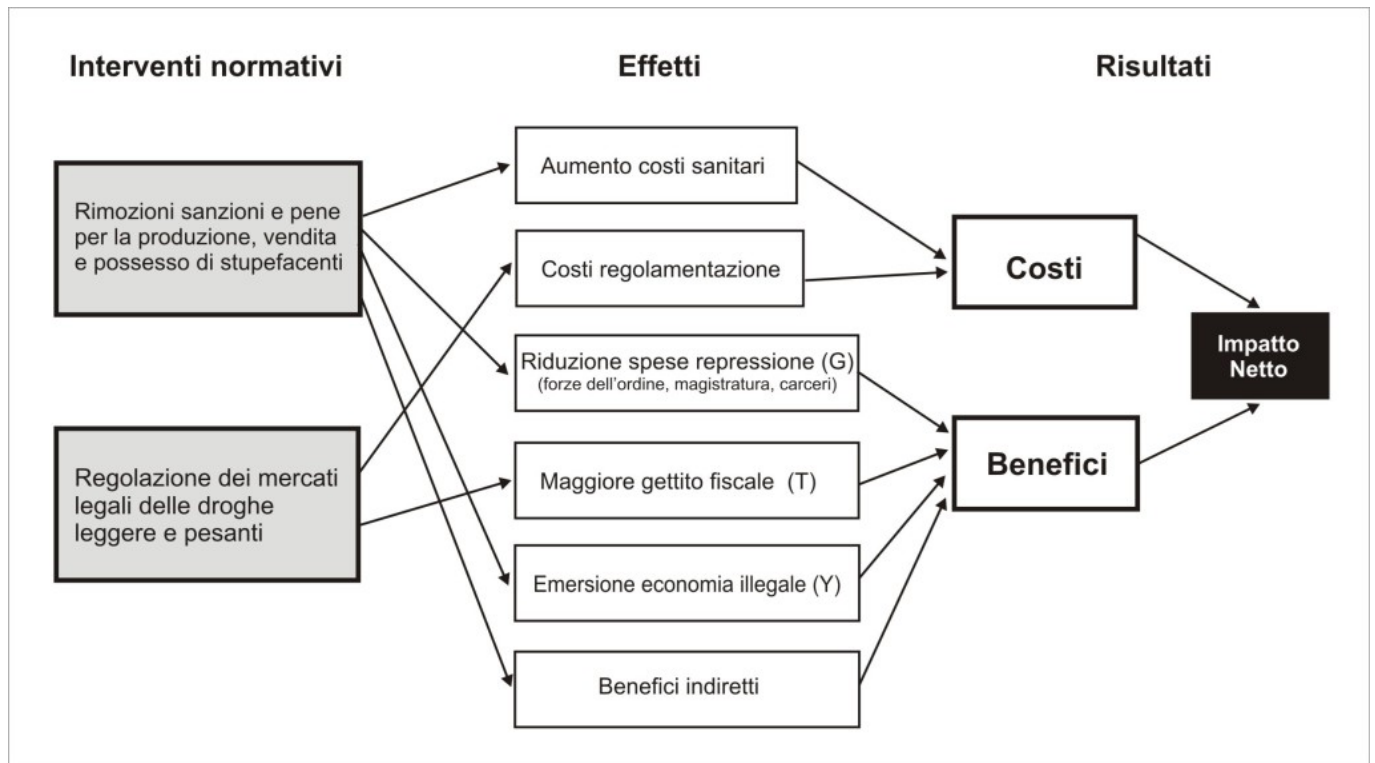 Interventi normativi
Effetti
Risultati
Rimozioni sanzioni e pene
per la produzione, vendita
e possesso di stupefacenti
Regolazione dei mercati
legali delle droghe
leggere e pesanti
Aumento costi sanitari
Costi regolamentazione
Riduzione spese repressione (G)
(forze dell'ordine, magistratura, carceri)
Maggiore gettito fiscale (T)
Emersione economia illegale (Y)
Benefici indiretti
Costi
Benefici
Impatto
Netto